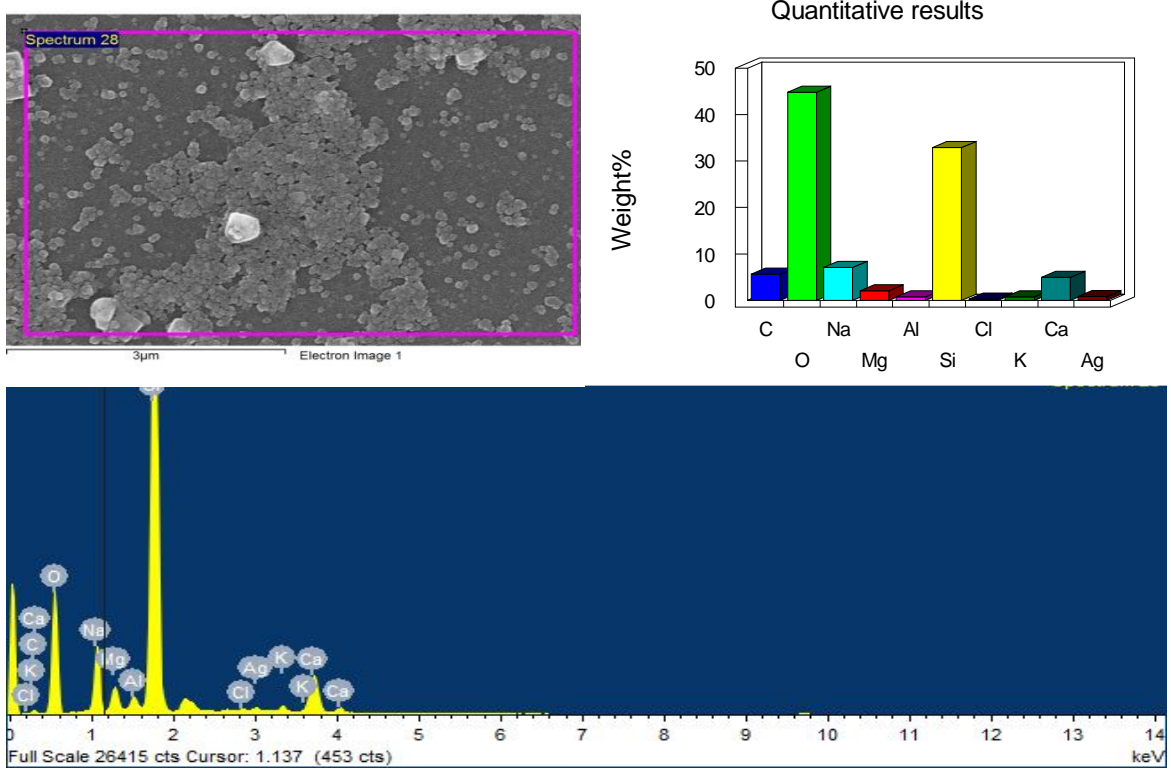 Spectrum 28
3µm Electron Image 1
Quantitative results
Weight%
50
40
30
20
10
0
C Na Al Cl Ca
O Mg Si K Ag
O
Ca
C
K
Cl
Na
Mg
Al
Cl
Ag
K
K
Ca
Ca
0 1 2 3 4 5 6 7 8 9 10 11 12 13 14
Full Scale 26415 cts Cursor: 1.137 (453 cts) keV